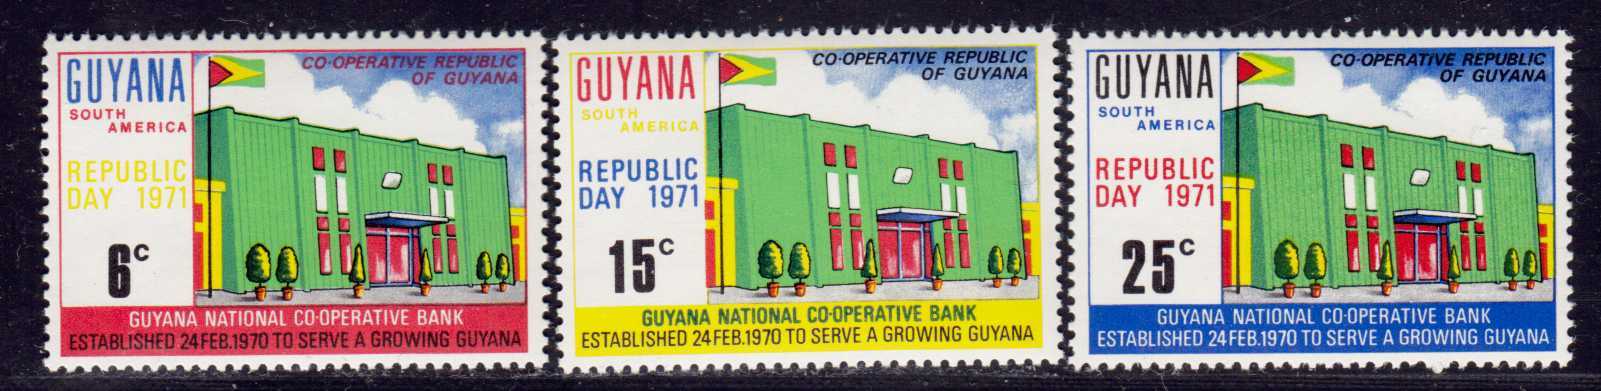 GUYANA
SOUTH
AMERICA
REPUBLIC
DAY 1971
6c
CO-OPERATIVE REPUBLIC
OF GUYANA
GUYANA NATIONAL CO-OPERATIVE BANK
ESTABLISHED 24 FEB.1970 TO SERVE A GROWING GUYANA
GUYANA
SOUTH
AMERICA
REPUBLIC
DAY 1971
15c
CO-OPERATIVE REPUBLIC
OF GUYANA
GUYANA NATIONAL CO-OPERATIVE BANK
ESTABLISHED 24 FEB.1970 TO SERVE A GROWING GUYANA
GUYANA
SOUTH
AMERICA
REPUBLIC
DAY 1971
25c
CO-OPERATIVE REPUBLIC
OF GUYANA
GUYANA NATIONAL CO-OPERATIVE BANK
ESTABLISHED 24 FEB.1970 TO SERVE A GROWING GUYANA